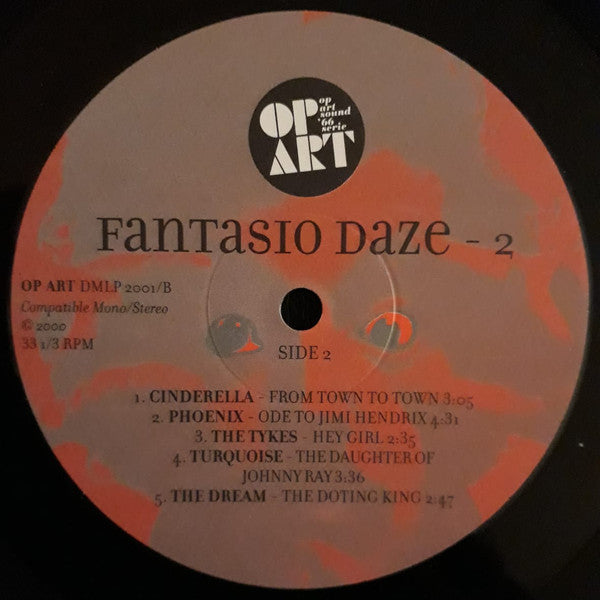 OP
ART
op
art
sound
'66
serie
Fantasio Daze - 2
OP ART DMLP 2001/B
Compatible Mono/Stereo
© 2000
33 1/3 RPM
SIDE 2
1. CINDERELLA - FROM TOWN TO TOWN 3:05
2. PHOENIX - ODE TO JIMI HENDRIX 4:31
3. THE TYKES - HEY GIRL 2:35
4. TURQUOISE - THE DAUGHTER OF
JOHNNY RAY 3:36
5. THE DREAM - THE DOTING KING 2:47